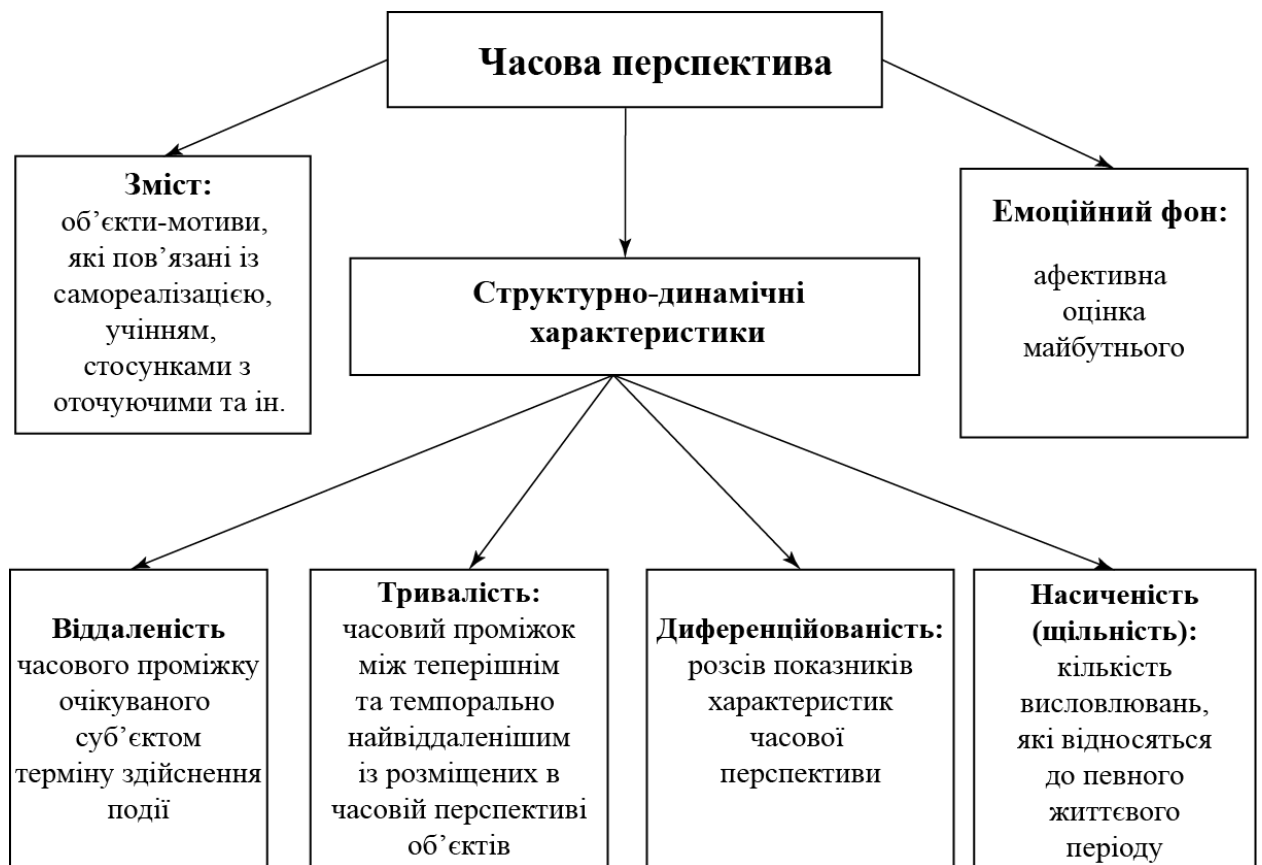 Часова перспектива
Зміст:
об’єкти-мотиви,
які пов’язані із
самореалізацією,
учінням,
стосунками з
оточуючими та ін.
Структурно-динамічні
характеристики
Емоційний фон:
афективна
оцінка
майбутнього
Віддаленість
часового проміжку
очікуваного
суб’єктом
терміну здійснення
події
Тривалість:
часовий проміжок
між теперішнім
та темпорально
найвіддаленішим
із розміщених в
часовій перспективі
об’єктів
Диференційованість:
розсів показників
характеристик
часової
перспективи
Насиченість
(щільність):
кількість
висловлювань,
які відносяться
до певного
життєвого
періоду